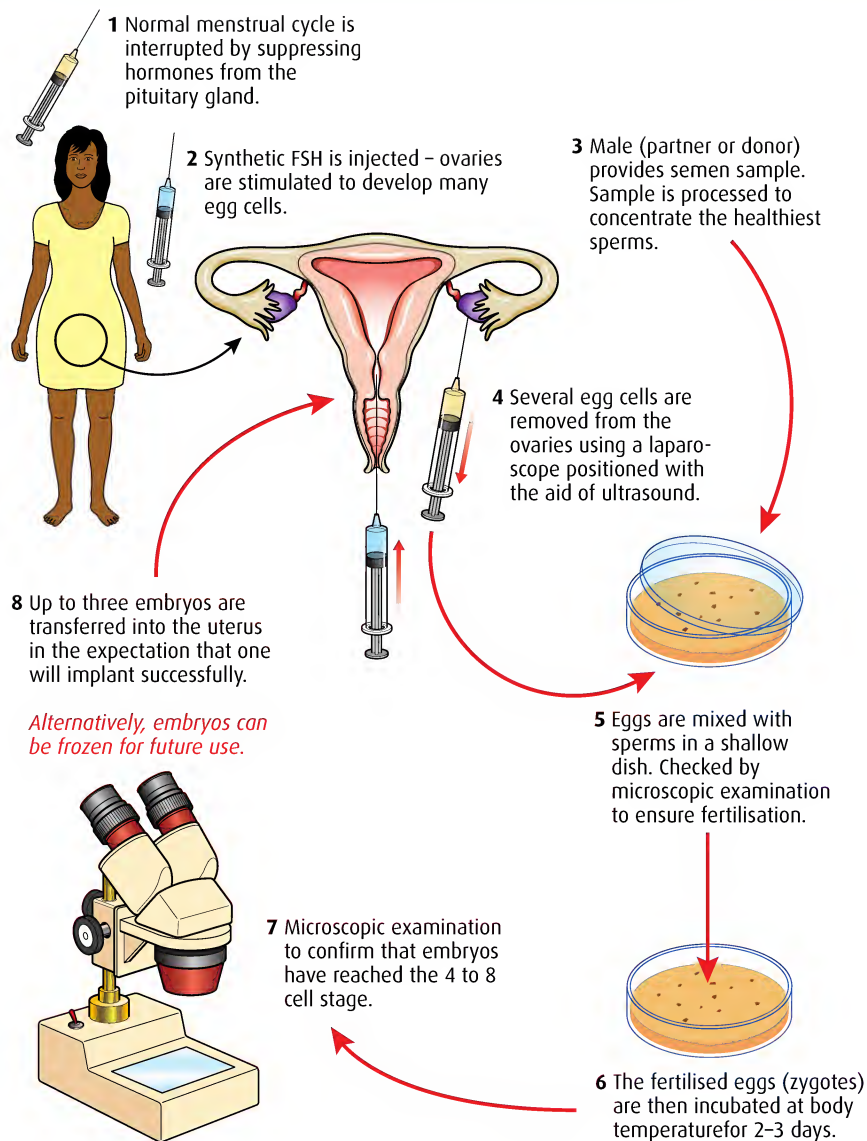 1 Normal menstrual cycle is
interrupted by suppressing
hormones from the
pituitary gland.
2 Synthetic FSH is injected – ovaries
are stimulated to develop many
egg cells.
3 Male (partner or donor)
provides semen sample.
Sample is processed to
concentrate the healthiest
sperms.
4 Several egg cells are
removed from the
ovaries using a laparo-
scope positioned with
the aid of ultrasound.
5 Eggs are mixed with
sperms in a shallow
dish. Checked by
microscopic examination
to ensure fertilisation.
6 The fertilised eggs (zygotes)
are then incubated at body
temperaturefor 2–3 days.
7 Microscopic examination
to confirm that embryos
have reached the 4 to 8
cell stage.
8 Up to three embryos are
transferred into the uterus
in the expectation that one
will implant successfully.
Alternatively, embryos can
be frozen for future use.